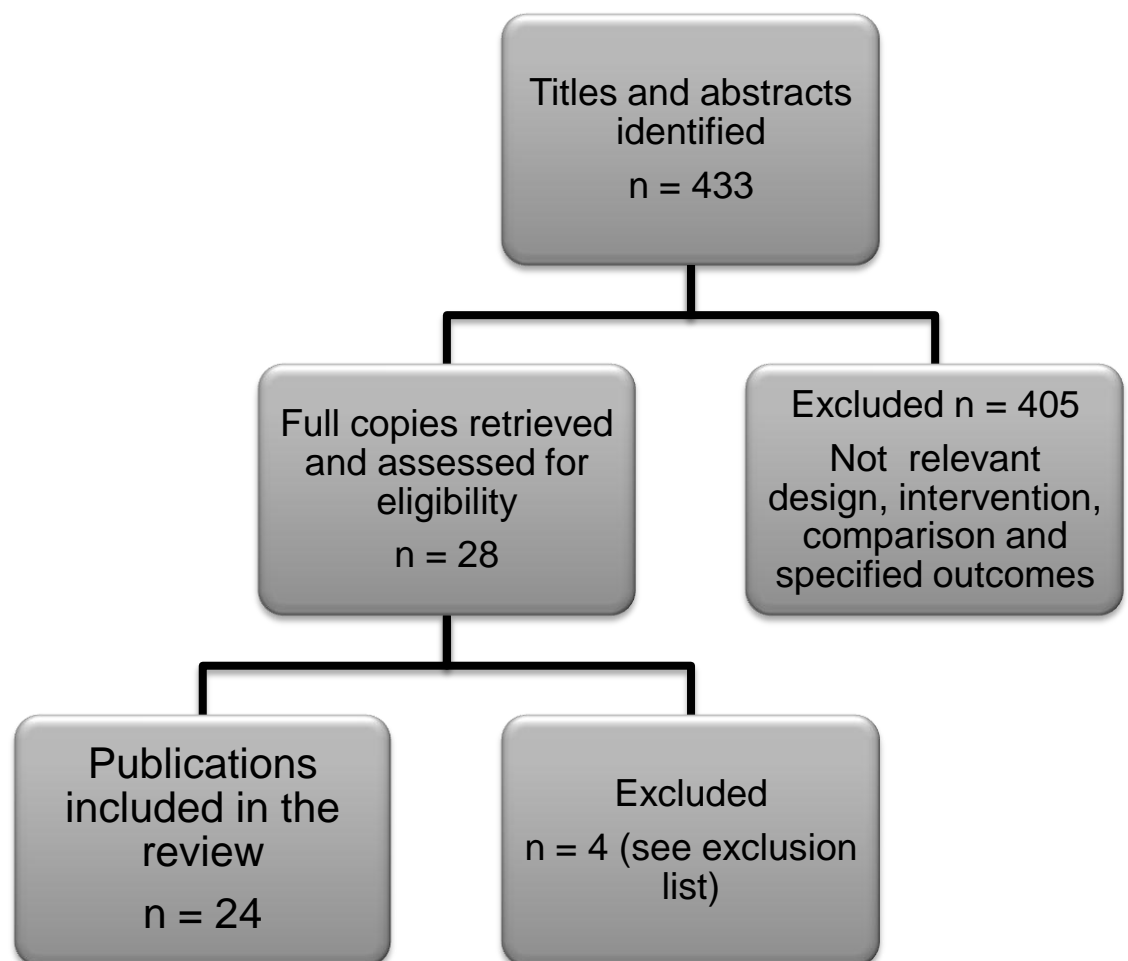 Titles and abstracts
identified
n = 433
Full copies retrieved
and assessed for
eligibility
n = 28
Excluded n = 405
Not relevant
design, intervention,
comparison and
specified outcomes
Publications
included in the
review
n = 24
Excluded
n = 4 (see exclusion
list)